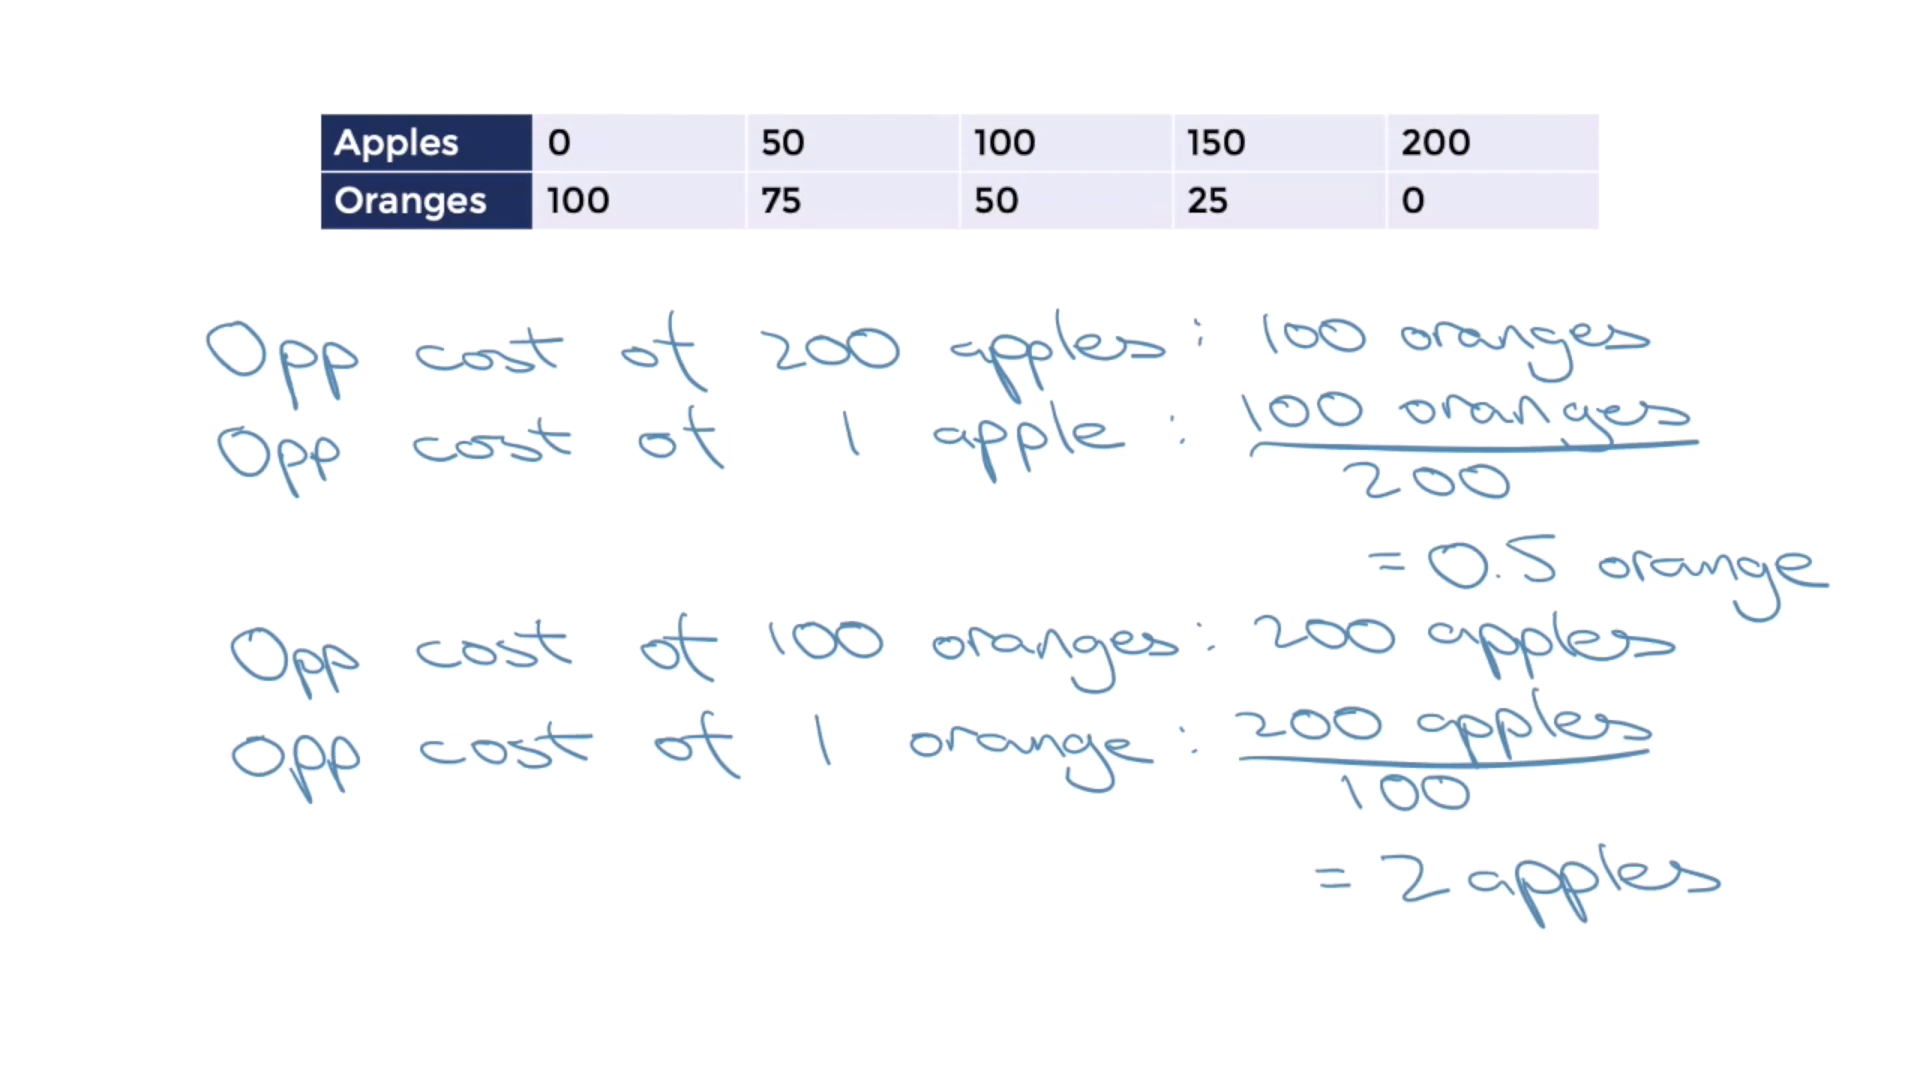 Apples 0 50 100 150 200
Oranges 100 75 50 25 0
Opp cost of 200 apples: 100 oranges
Opp cost of 1 apple: 100 oranges
200
= 0.5 orange
Opp cost of 100 oranges: 200 apples
Opp cost of 1 orange: 200 apples
100
= 2 apples